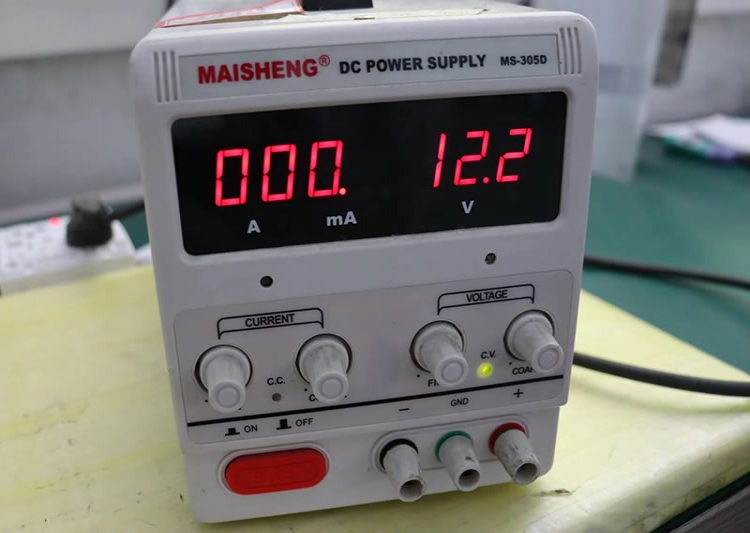 MAISHENG® DC POWER SUPPLY MS-305D
000. 12.2
A mA V
CURRENT VOLTAGE
C.C. C.V.
ON OFF - GND +